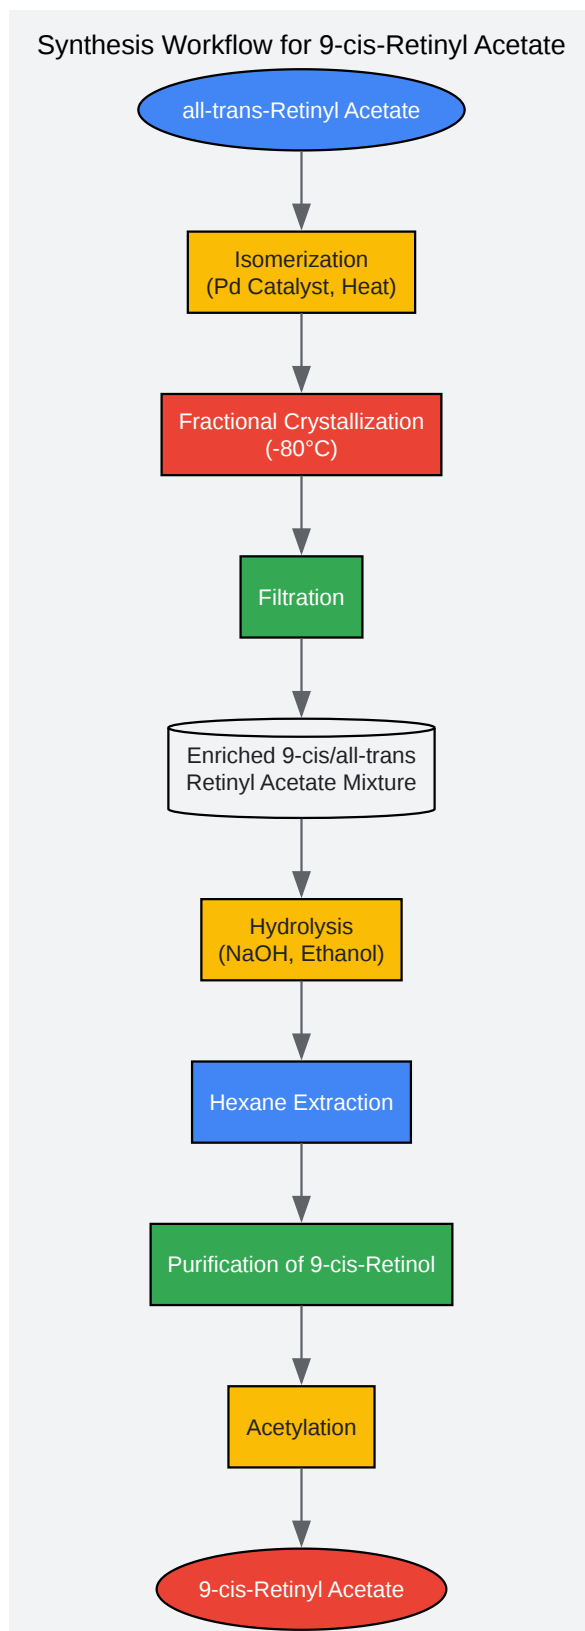 Synthesis Workflow for 9-cis-Retinyl Acetate
all-trans-Retinyl Acetate
Isomerization
(Pd Catalyst, Heat)
Fractional Crystallization
(-80°C)
Filtration
Enriched 9-cis/all-trans
Retinyl Acetate Mixture
Hydrolysis
(NaOH, Ethanol)
Hexane Extraction
Purification of 9-cis-Retinol
Acetylation
9-cis-Retinyl Acetate